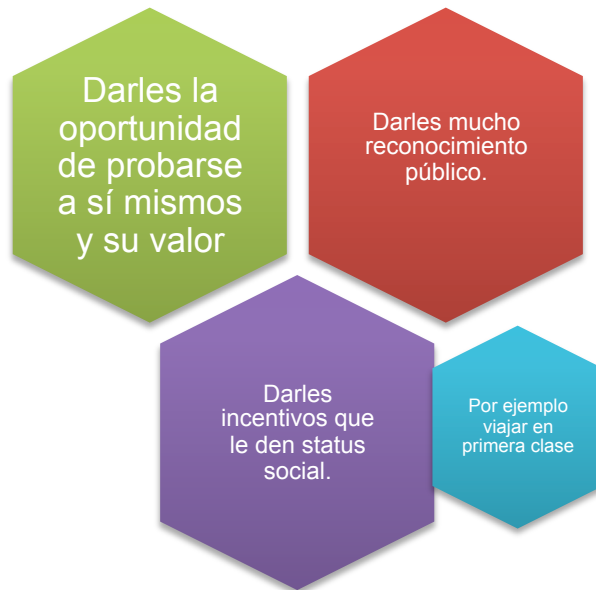 Darles la
oportunidad
de probarse
a sí mismos
y su valor
Darles mucho
reconocimiento
público.
Darles
incentivos que
le den status
social.
Por ejemplo
viajar en
primera clase